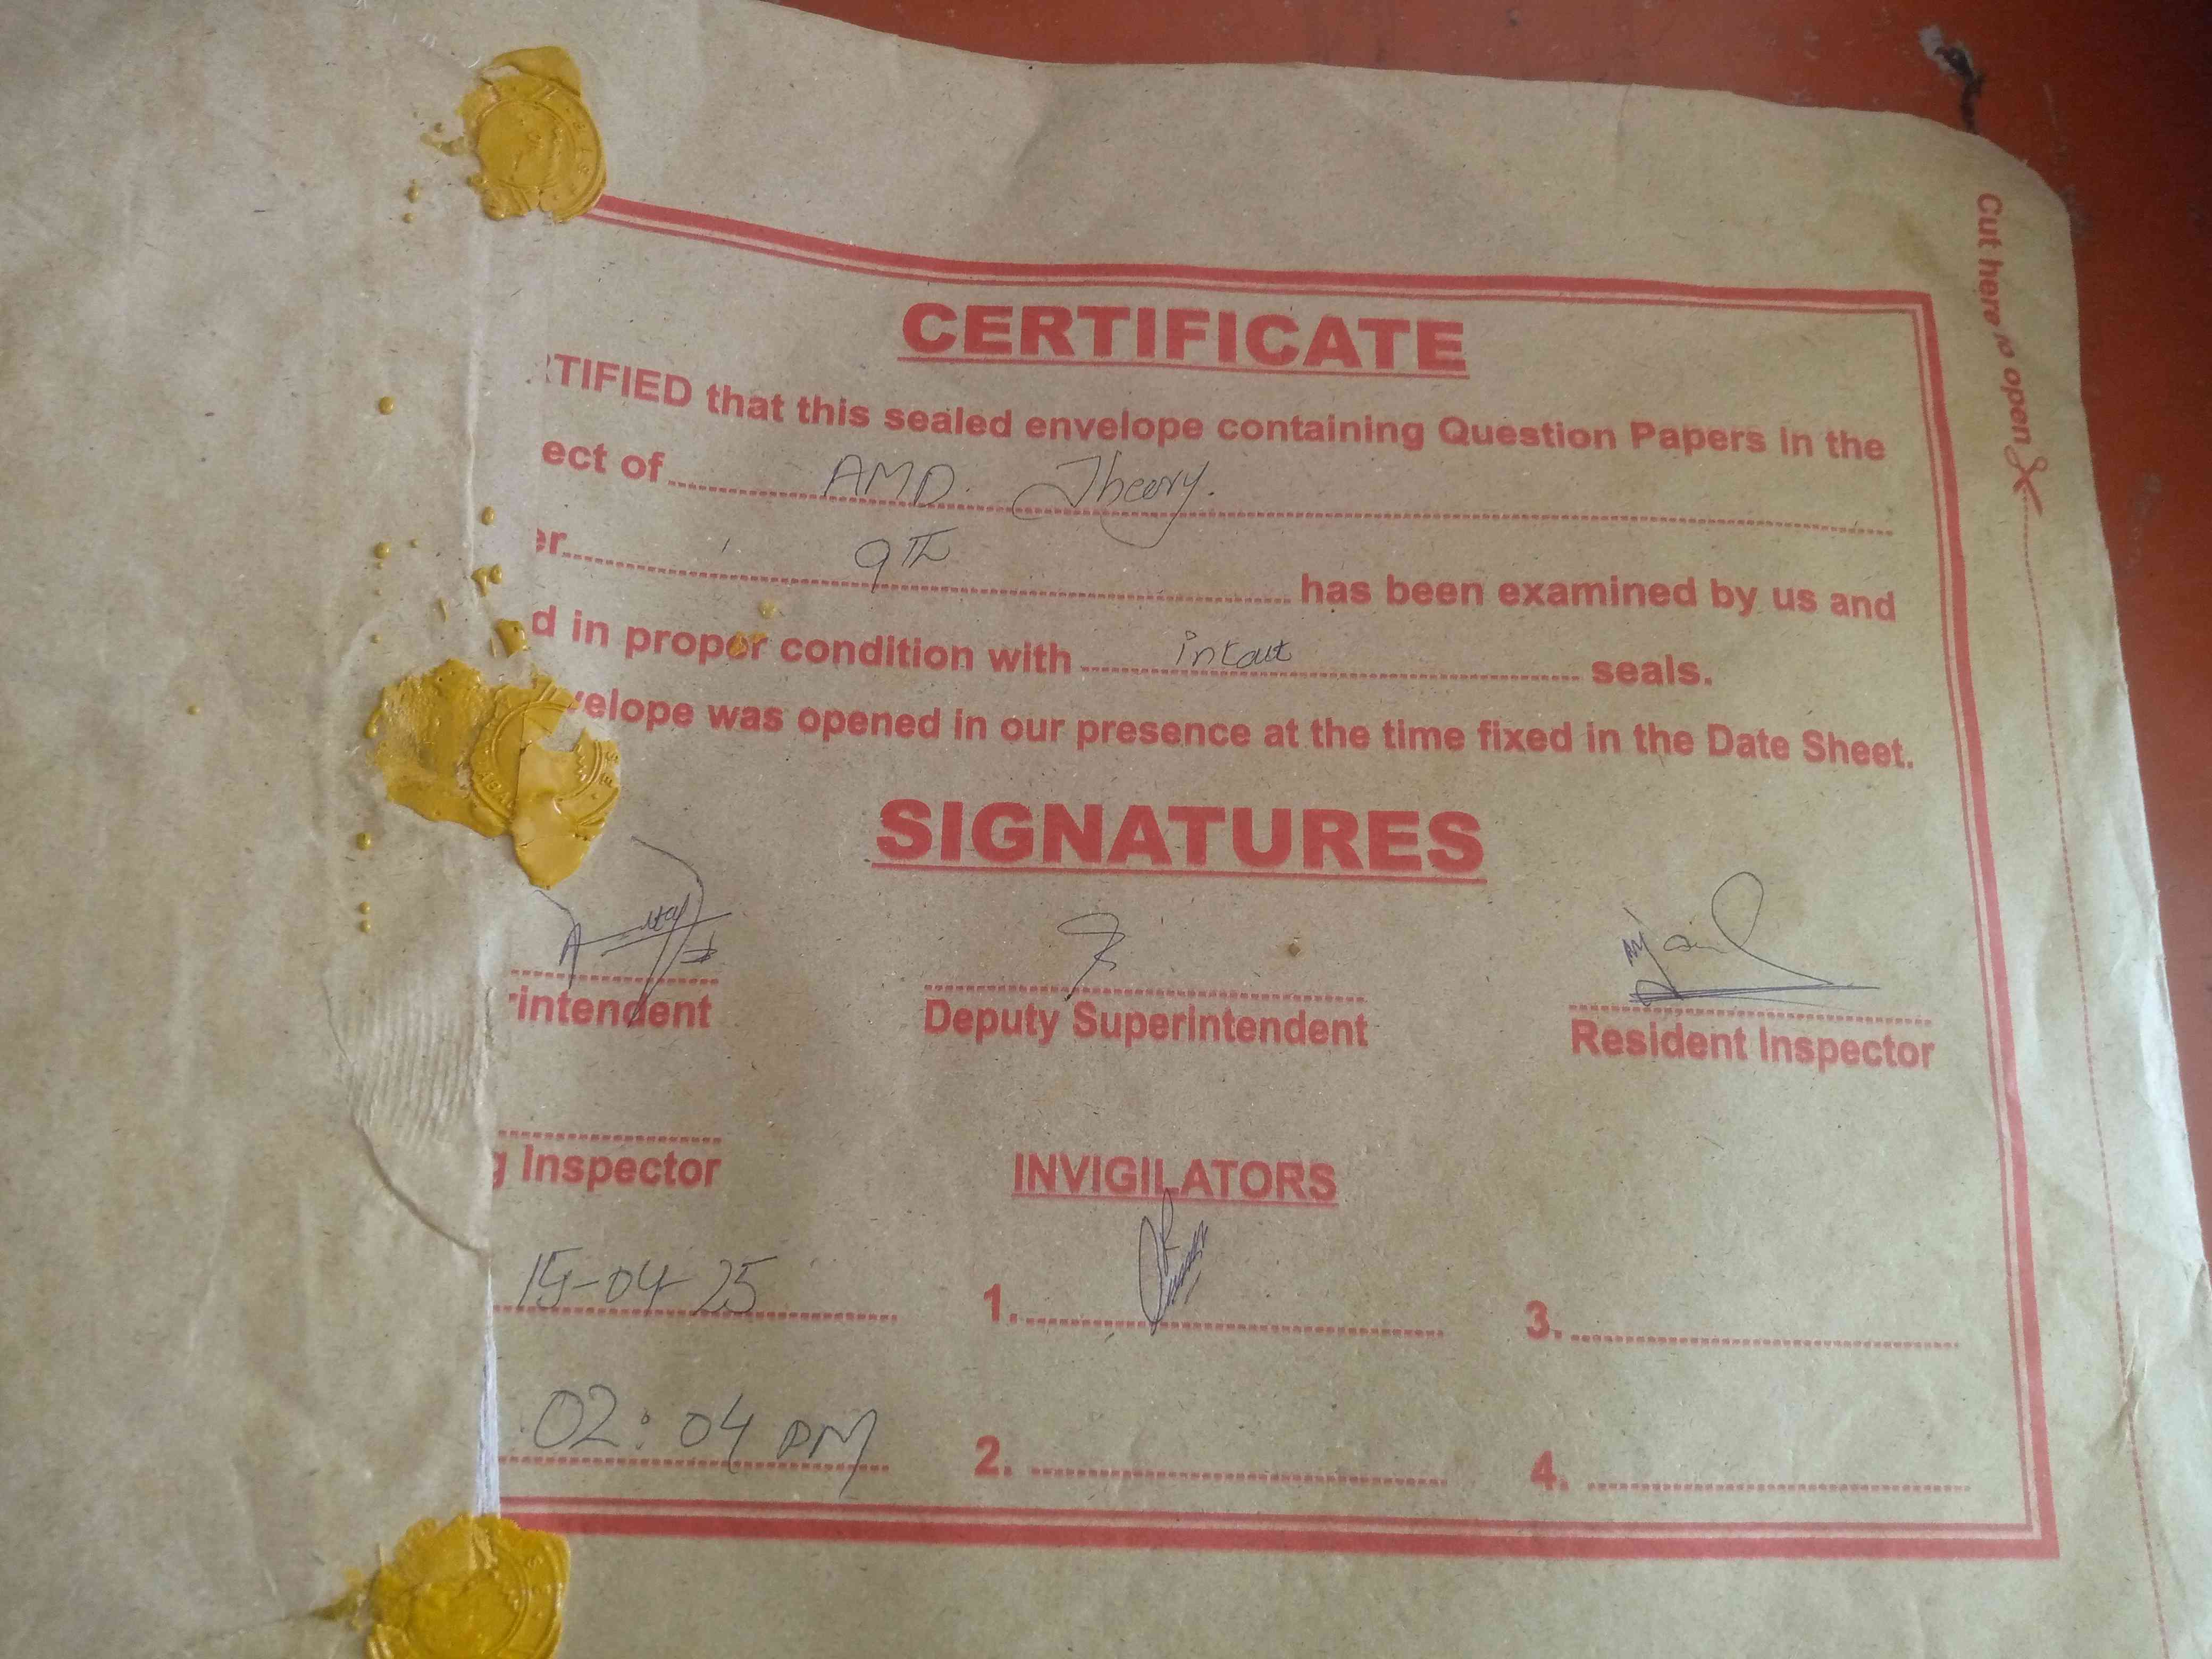 CERTIFICATE
TIFIED that this sealed envelope containing Question Papers in the
ect of AMD. Theory.
er 9TH has been examined by us and
d in proper condition with intact seals.
velope was opened in our presence at the time fixed in the Date Sheet.
SIGNATURES
rintendent Deputy Superintendent Resident Inspector
g Inspector INVIGILATORS
15-04-25 1. 3.
02:04 PM 2. 4.
Cut here to open